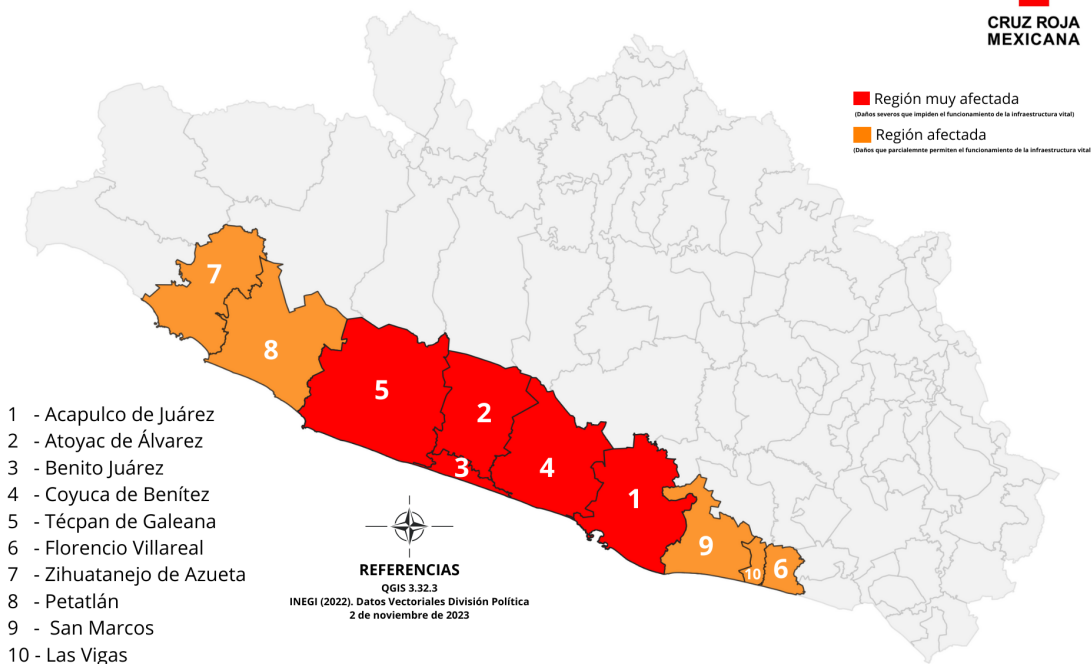 CRUZ ROJA
MEXICANA
Región muy afectada
(Daños severos que impiden el funcionamiento de la infraestructura vital)
Región afectada
(Daños que parcialemnte permiten el funcionamiento de la infraestructura vital
7
8
5
2
3
4
1
9
10
6
1 - Acapulco de Juárez
2 - Atoyac de Álvarez
3 - Benito Juárez
4 - Coyuca de Benítez
5 - Técpan de Galeana
6 - Florencio Villareal
7 - Zihuatanejo de Azueta
8 - Petatlán
9 - San Marcos
10 - Las Vigas
REFERENCIAS
QGIS 3.32.3
INEGI (2022). Datos Vectoriales División Política
2 de noviembre de 2023